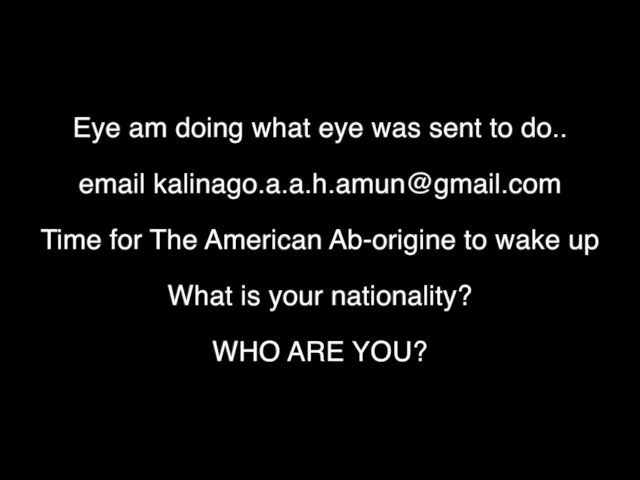 Eye am doing what eye was sent to do..
email kalinago.a.a.h.amun@gmail.com
Time for The American Ab-origine to wake up
What is your nationality?
WHO ARE YOU?